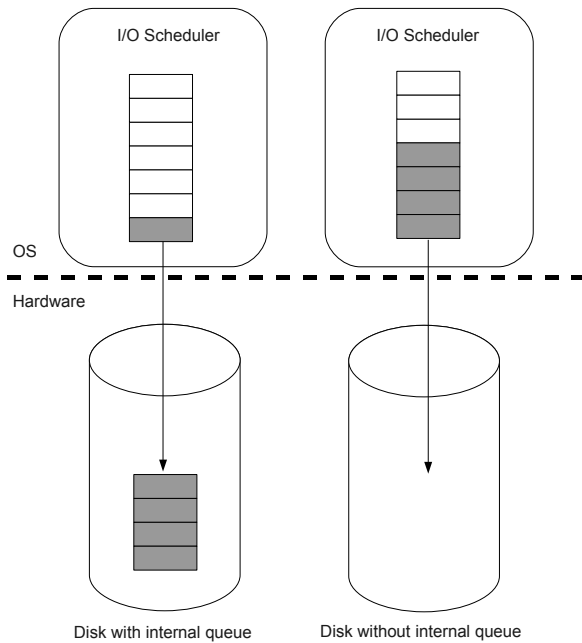 I/O Scheduler
I/O Scheduler
OS
Hardware
Disk with internal queue
Disk without internal queue